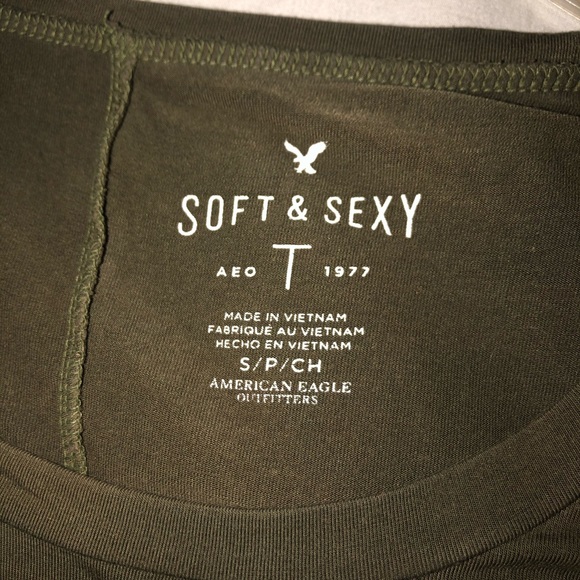 SOFT & SEXY
AEO T 1977
MADE IN VIETNAM
FABRIQUÉ AU VIETNAM
HECHO EN VIETNAM
S/P/CH
AMERICAN EAGLE
OUTFITTERS